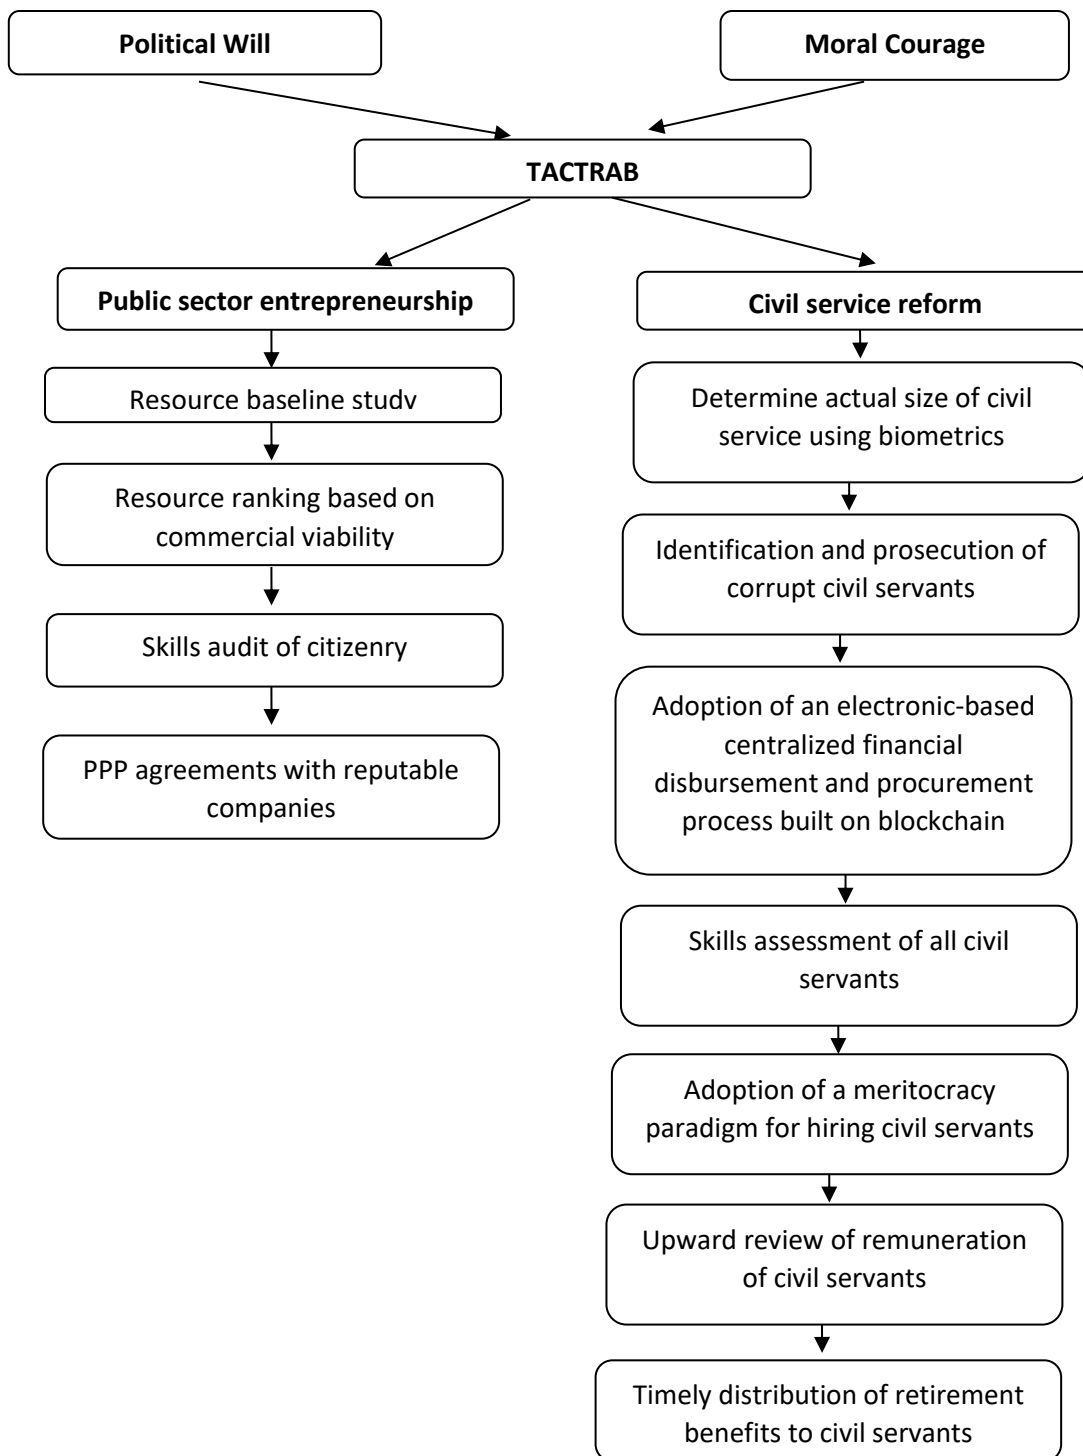 Political Will
Moral Courage
TACTRAB
Public sector entrepreneurship
Resource baseline study
Resource ranking based on
commercial viability
Skills audit of citizenry
PPP agreements with reputable
companies
Civil service reform
Determine actual size of civil
service using biometrics
Identification and prosecution of
corrupt civil servants
Adoption of an electronic-based
centralized financial
disbursement and procurement
process built on blockchain
Skills assessment of all civil
servants
Adoption of a meritocracy
paradigm for hiring civil servants
Upward review of remuneration
of civil servants
Timely distribution of retirement
benefits to civil servants